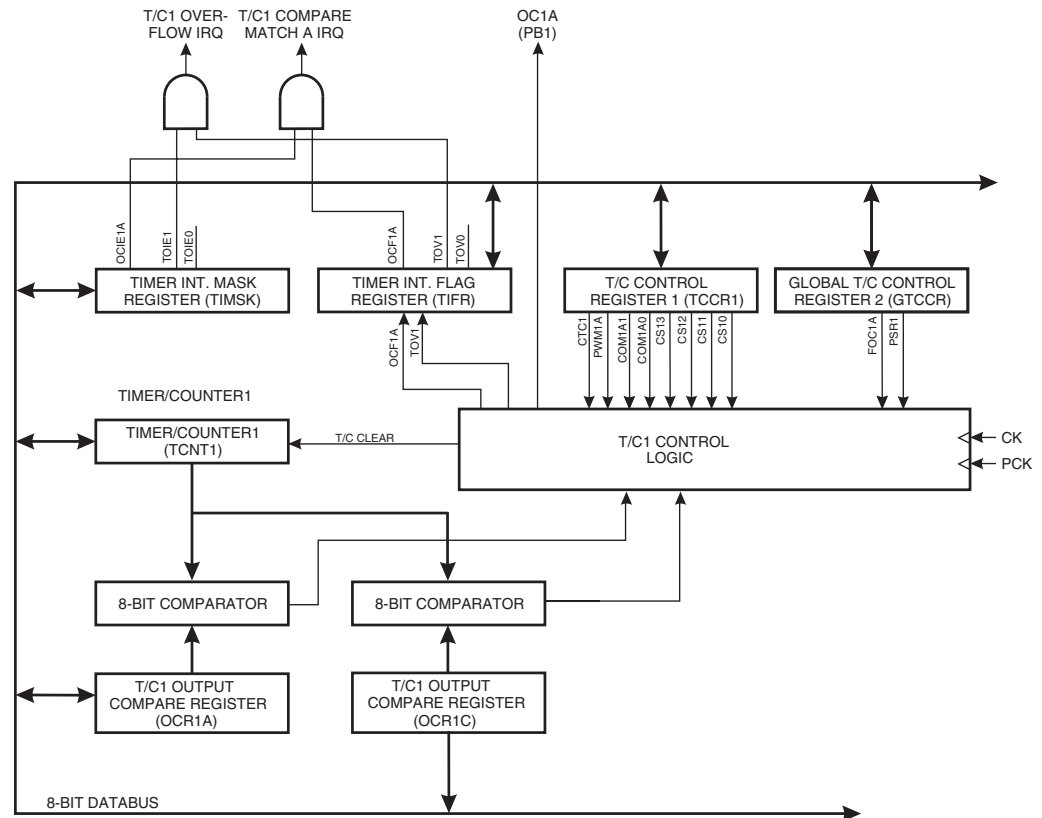 T/C1 OVER-
FLOW IRQ
T/C1 COMPARE
MATCH A IRQ
OC1A
(PB1)
OCIE1A
TOIE1
TOIE0
OCF1A
TOV1
TOV0
TIMER INT. MASK
REGISTER (TIMSK)
TIMER INT. FLAG
REGISTER (TIFR)
T/C CONTROL
REGISTER 1 (TCCR1)
GLOBAL T/C CONTROL
REGISTER 2 (GTCCR)
OCF1A
TOV1
CTC1
PWM1A
COM1A1
COM1A0
CS13
CS12
CS11
CS10
FOC1A
PSR1
TIMER/COUNTER1
TIMER/COUNTER1
(TCNT1)
T/C CLEAR
T/C1 CONTROL
LOGIC
CK
PCK
8-BIT COMPARATOR
8-BIT COMPARATOR
T/C1 OUTPUT
COMPARE REGISTER
(OCR1A)
T/C1 OUTPUT
COMPARE REGISTER
(OCR1C)
8-BIT DATABUS